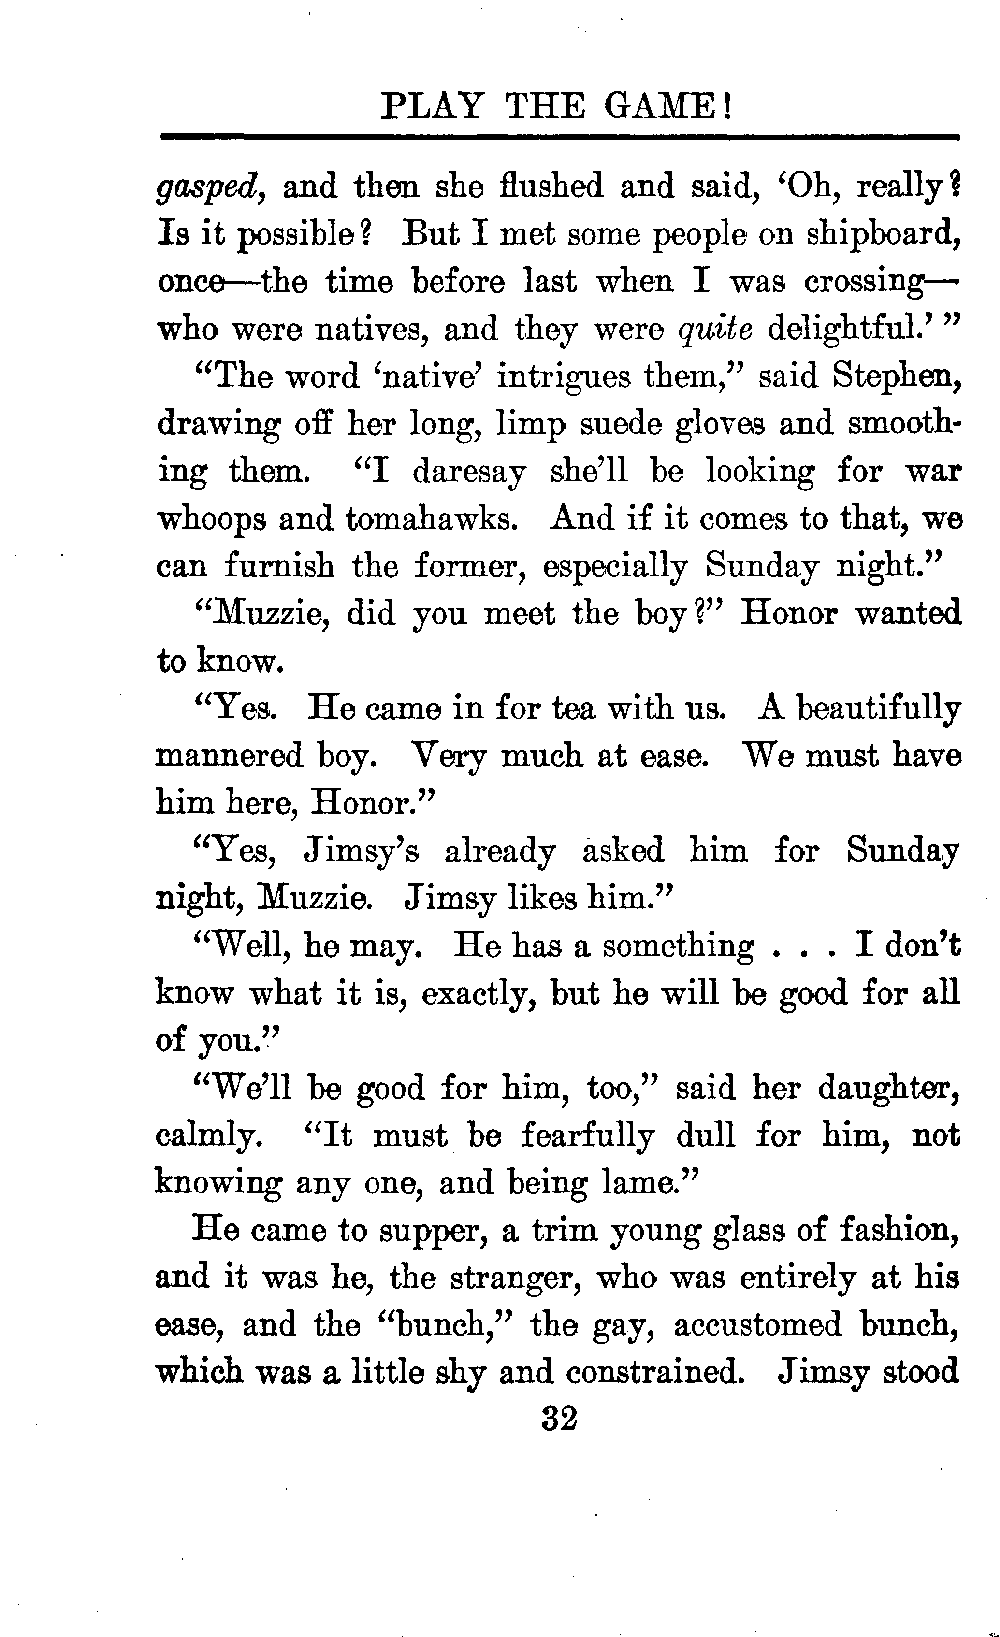 PLAY THE GAME!
gasped, and then she flushed and said, ‘Oh, really?
Is it possible? But I met some people on shipboard,
once—the time before last when I was crossing—
who were natives, and they were quite delightful.’”
“The word ‘native’ intrigues them,” said Stephen,
drawing off her long, limp suede gloves and smooth-
ing them. “I daresay she’ll be looking for war
whoops and tomahawks. And if it comes to that, we
can furnish the former, especially Sunday night.”
“Muzzie, did you meet the boy?” Honor wanted
to know.
“Yes. He came in for tea with us. A beautifully
mannered boy. Very much at ease. We must have
him here, Honor.”
“Yes, Jimsy’s already asked him for Sunday
night, Muzzie. Jimsy likes him.”
“Well, he may. He has a something . . . I don’t
know what it is, exactly, but he will be good for all
of you.”
“We’ll be good for him, too,” said her daughter,
calmly. “It must be fearfully dull for him, not
knowing any one, and being lame.”
He came to supper, a trim young glass of fashion,
and it was he, the stranger, who was entirely at his
ease, and the “bunch,” the gay, accustomed bunch,
which was a little shy and constrained. Jimsy stood
32